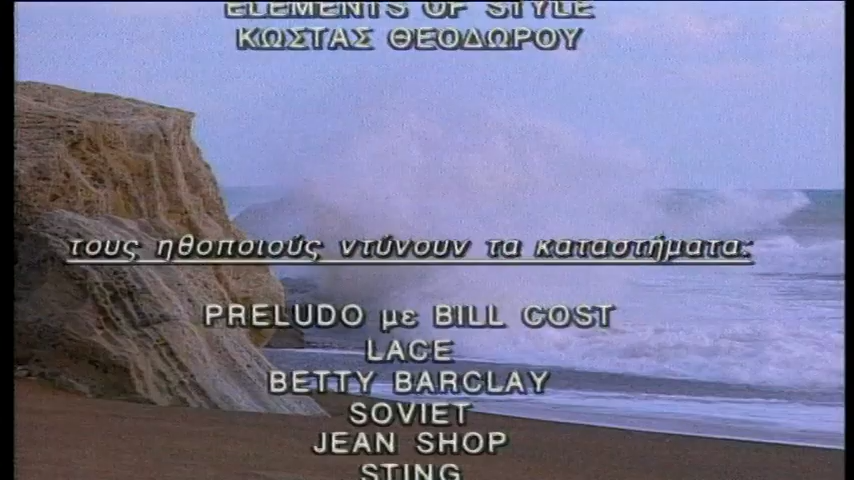 ELEMENTS OF STYLE
ΚΩΣΤΑΣ ΘΕΟΔΩΡΟΥ
τους ηθοποιούς ντύνουν τα καταστήματα:
PRELUDO με BILL COST
LACE
BETTY BARCLAY
SOVIET
JEAN SHOP
STING